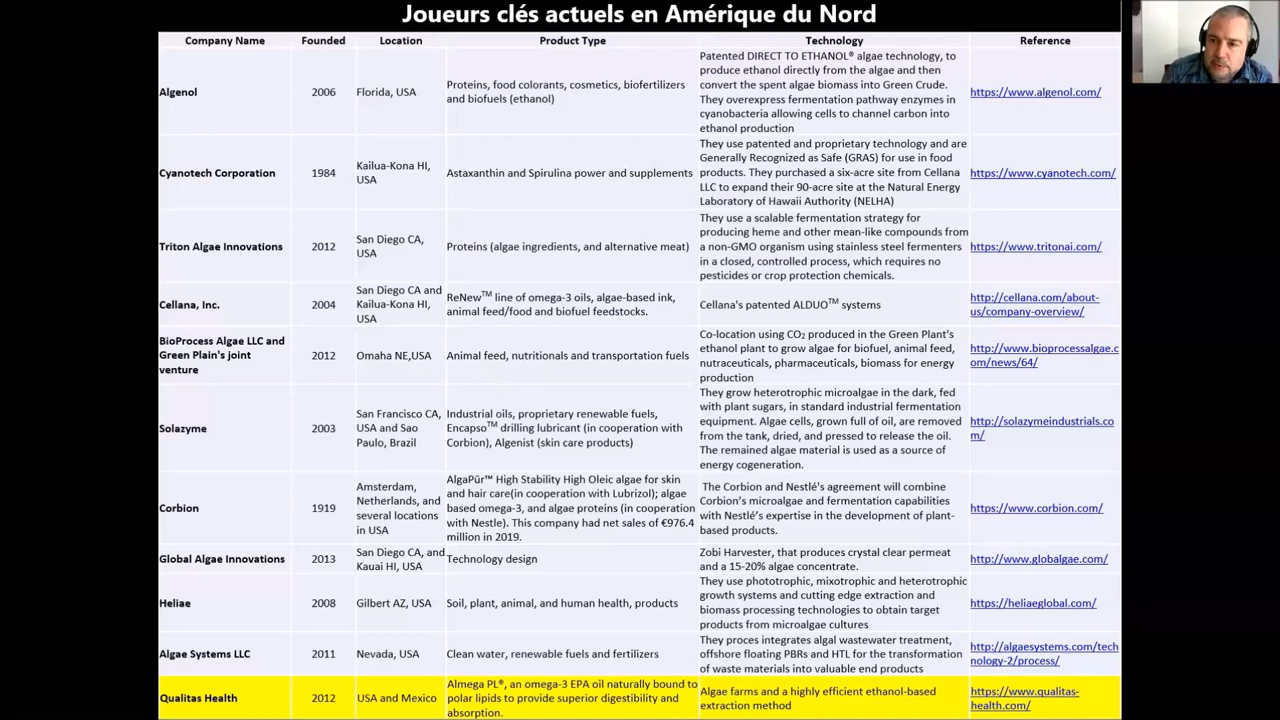 Joueurs clés actuels en Amérique du Nord
Company Name Founded Location Product Type Technology Reference
Algenol
2006
Florida, USA
Proteins, food colorants, cosmetics, biofertilizers
and biofuels (ethanol)
Patented DIRECT TO ETHANOL® algae technology, to
produce ethanol directly from the algae and then
convert the spent algae biomass into Green Crude.
They overexpress fermentation pathway enzymes in
cyanobacteria allowing cells to channel carbon into
ethanol production
https://www.algenol.com/
Cyanotech Corporation
1984
Kailua-Kona HI,
USA
Astaxanthin and Spirulina power and supplements
They use patented and proprietary technology and are
Generally Recognized as Safe (GRAS) for use in food
products. They purchased a six-acre site from Cellana
LLC to expand their 90-acre site at the Natural Energy
Laboratory of Hawaii Authority (NELHA)
https://www.cyanotech.com/
Triton Algae Innovations
2012
San Diego CA,
USA
Proteins (algae ingredients, and alternative meat)
They use a scalable fermentation strategy for
producing heme and other mean-like compounds from
a non-GMO organism using stainless steel fermenters
in a closed, controlled process, which requires no
pesticides or crop protection chemicals.
https://www.tritonai.com/
Cellana, Inc.
2004
San Diego CA and
Kailua-Kona HI,
USA
ReNew™ line of omega-3 oils, algae-based ink,
animal feed/food and biofuel feedstocks.
Cellana's patented ALDUO™ systems
http://cellana.com/about-
us/company-overview/
BioProcess Algae LLC and
Green Plain's joint
venture
2012
Omaha NE,USA
Animal feed, nutritionals and transportation fuels
Co-location using CO₂ produced in the Green Plant's
ethanol plant to grow algae for biofuel, animal feed,
nutraceuticals, pharmaceuticals, biomass for energy
production
http://www.bioprocessalgae.c
om/news/64/
Solazyme
2003
San Francisco CA,
USA and Sao
Paulo, Brazil
Industrial oils, proprietary renewable fuels,
Encapso™ drilling lubricant (in cooperation with
Corbion), Algenist (skin care products)
They grow heterotrophic microalgae in the dark, fed
with plant sugars, in standard industrial fermentation
equipment. Algae cells, grown full of oil, are removed
from the tank, dried, and pressed to release the oil.
The remained algae material is used as a source of
energy cogeneration.
http://solazymeindustrials.co
m/
Corbion
1919
Amsterdam,
Netherlands, and
several locations
in USA
AlgaPūr™ High Stability High Oleic algae for skin
and hair care(in cooperation with Lubrizol); algae
based omega-3, and algae proteins (in cooperation
with Nestle). This company had net sales of €976.4
million in 2019.
The Corbion and Nestlé's agreement will combine
Corbion’s microalgae and fermentation capabilities
with Nestlé’s expertise in the development of plant-
based products.
https://www.corbion.com/
Global Algae Innovations
2013
San Diego CA, and
Kauai HI, USA
Technology design
Zobi Harvester, that produces crystal clear permeat
and a 15-20% algae concentrate.
http://www.globalgae.com/
Heliae
2008
Gilbert AZ, USA
Soil, plant, animal, and human health, products
They use phototrophic, mixotrophic and heterotrophic
growth systems and cutting edge extraction and
biomass processing technologies to obtain target
products from microalgae cultures
https://heliaeglobal.com/
Algae Systems LLC
2011
Nevada, USA
Clean water, renewable fuels and fertilizers
They proces integrates algal wastewater treatment,
offshore floating PBRs and HTL for the transformation
of waste materials into valuable end products
http://algaesystems.com/tech
nology-2/process/
Qualitas Health
2012
USA and Mexico
Almega PL®, an omega-3 EPA oil naturally bound to
polar lipids to provide superior digestibility and
absorption.
Algae farms and a highly efficient ethanol-based
extraction method
https://www.qualitas-
health.com/